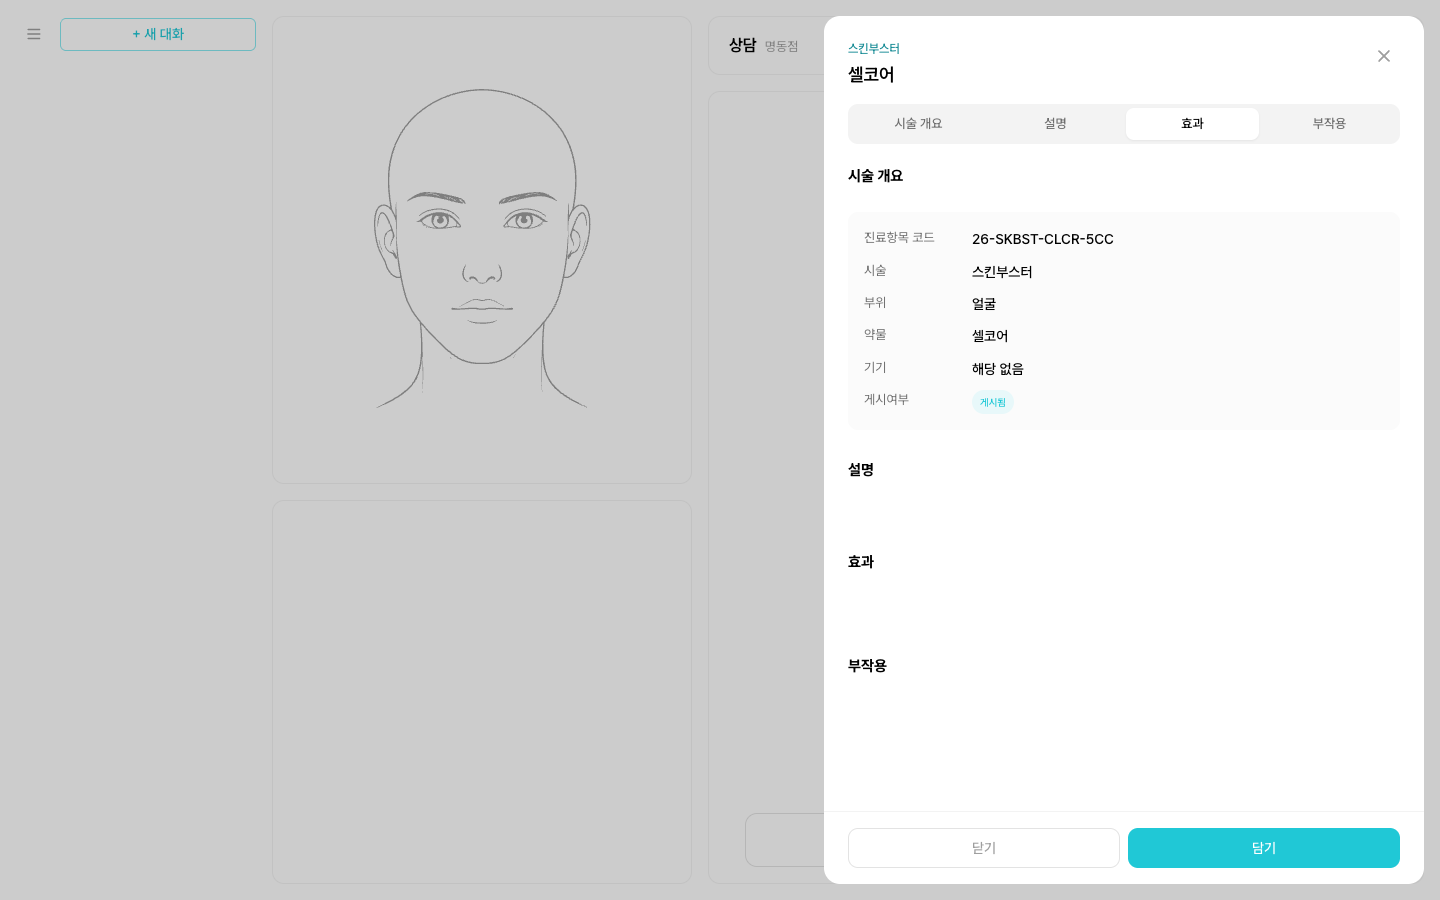 + 새 대화
상담 명동점
스킨부스터
셀코어
시술 개요
설명
효과
부작용
시술 개요
진료항목 코드 26-SKBST-CLCR-5CC
시술 스킨부스터
부위 얼굴
약물 셀코어
기기 해당 없음
게시여부 게시됨
설명
효과
부작용
닫기
담기